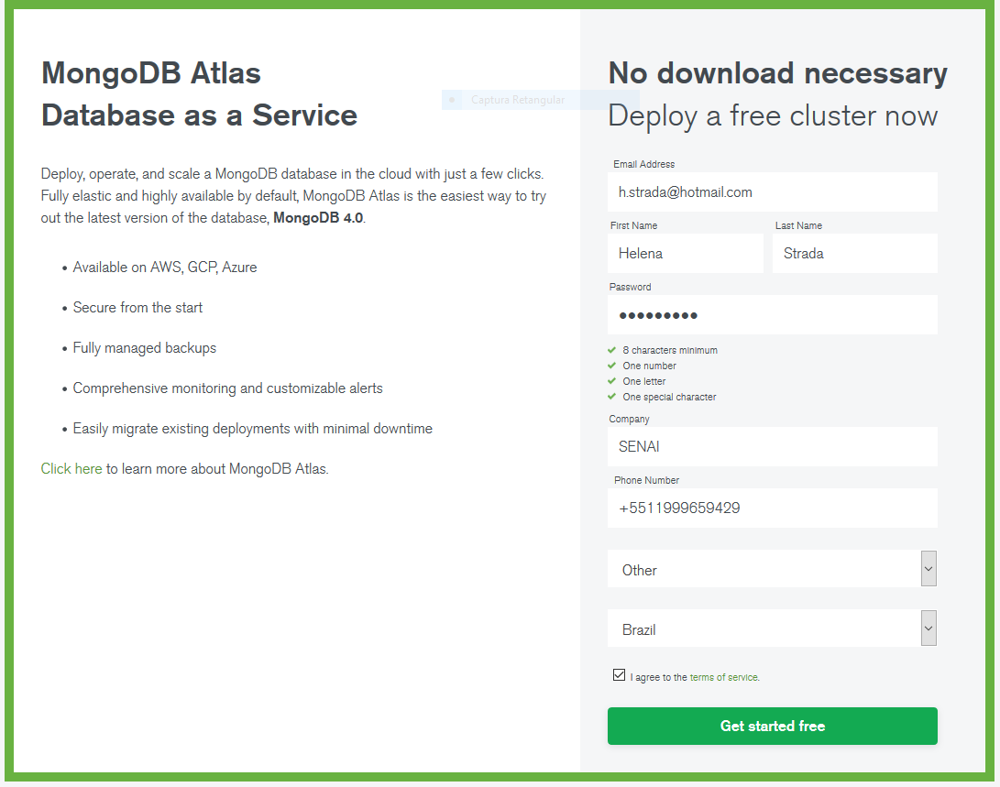 MongoDB Atlas
Database as a Service
Deploy, operate, and scale a MongoDB database in the cloud with just a few clicks.
Fully elastic and highly available by default, MongoDB Atlas is the easiest way to try
out the latest version of the database, MongoDB 4.0.
• Available on AWS, GCP, Azure
• Secure from the start
• Fully managed backups
• Comprehensive monitoring and customizable alerts
• Easily migrate existing deployments with minimal downtime
Click here to learn more about MongoDB Atlas.
• Captura Retangular
No download necessary
Deploy a free cluster now
Email Address
h.strada@hotmail.com
First Name Last Name
Helena Strada
Password
•••••••••
8 characters minimum
One number
One letter
One special character
Company
SENAI
Phone Number
+5511999659429
Other
Brazil
I agree to the terms of service.
Get started free